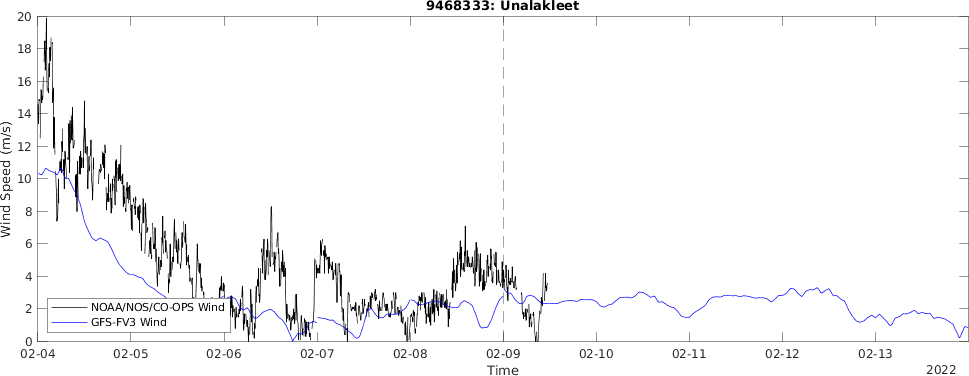 9468333: Unalakleet
20
18
16
14
12
10
8
6
4
2
0
Wind Speed (m/s)
NOAA/NOS/CO-OPS Wind
GFS-FV3 Wind
02-04 02-05 02-06 02-07 02-08 02-09 02-10 02-11 02-12 02-13
Time
2022